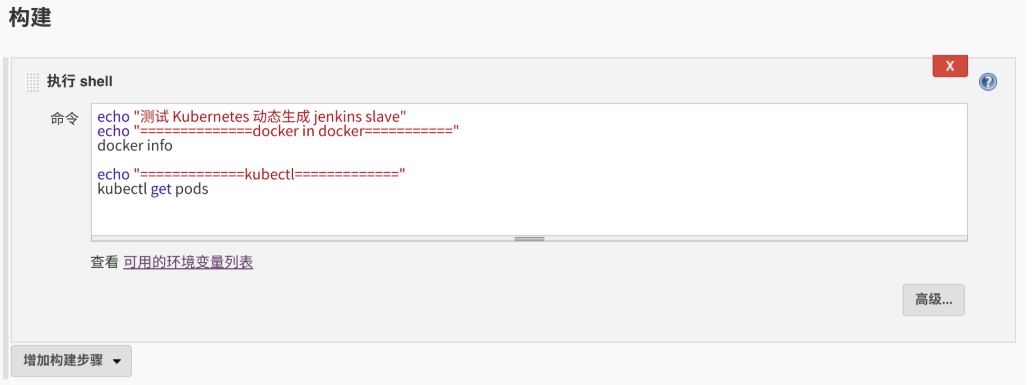 构建
X
执行 shell
命令
echo "测试 Kubernetes 动态生成 jenkins slave"
echo "==============docker in docker==========="
docker info
echo "=============kubectl============="
kubectl get pods
查看 可用的环境变量列表
高级...
增加构建步骤